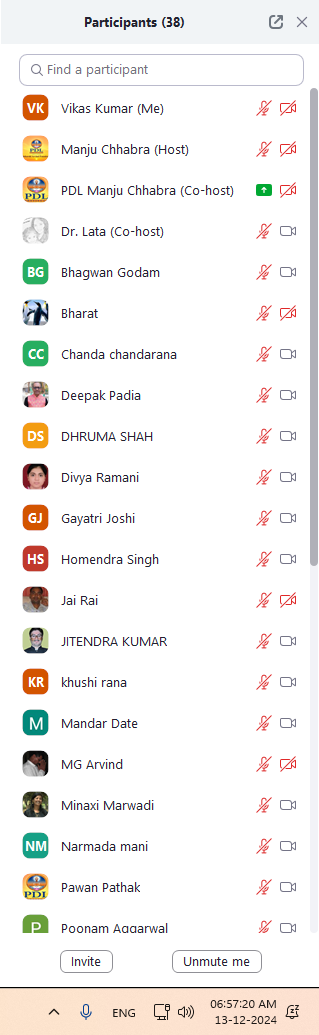 Participants (38)
Find a participant
VK Vikas Kumar (Me)
PDL Manju Chhabra (Host)
PDL PDL Manju Chhabra (Co-host)
Dr. Lata (Co-host)
BG Bhagwan Godam
Bharat
CC Chanda chandarana
Deepak Padia
DS DHRUMA SHAH
Divya Ramani
GJ Gayatri Joshi
HS Homendra Singh
Jai Rai
JITENDRA KUMAR
KR khushi rana
M Mandar Date
MG Arvind
Minaxi Marwadi
NM Narmada mani
PDL Pawan Pathak
P Poonam Aggarwal
Invite Unmute me
ENG 06:57:20 AM
13-12-2024